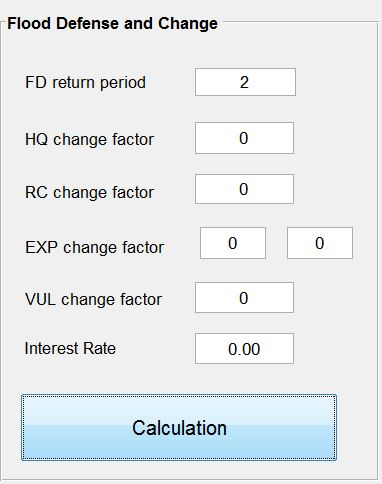 Flood Defense and Change
FD return period 2
HQ change factor 0
RC change factor 0
EXP change factor 0 0
VUL change factor 0
Interest Rate 0.00
Calculation